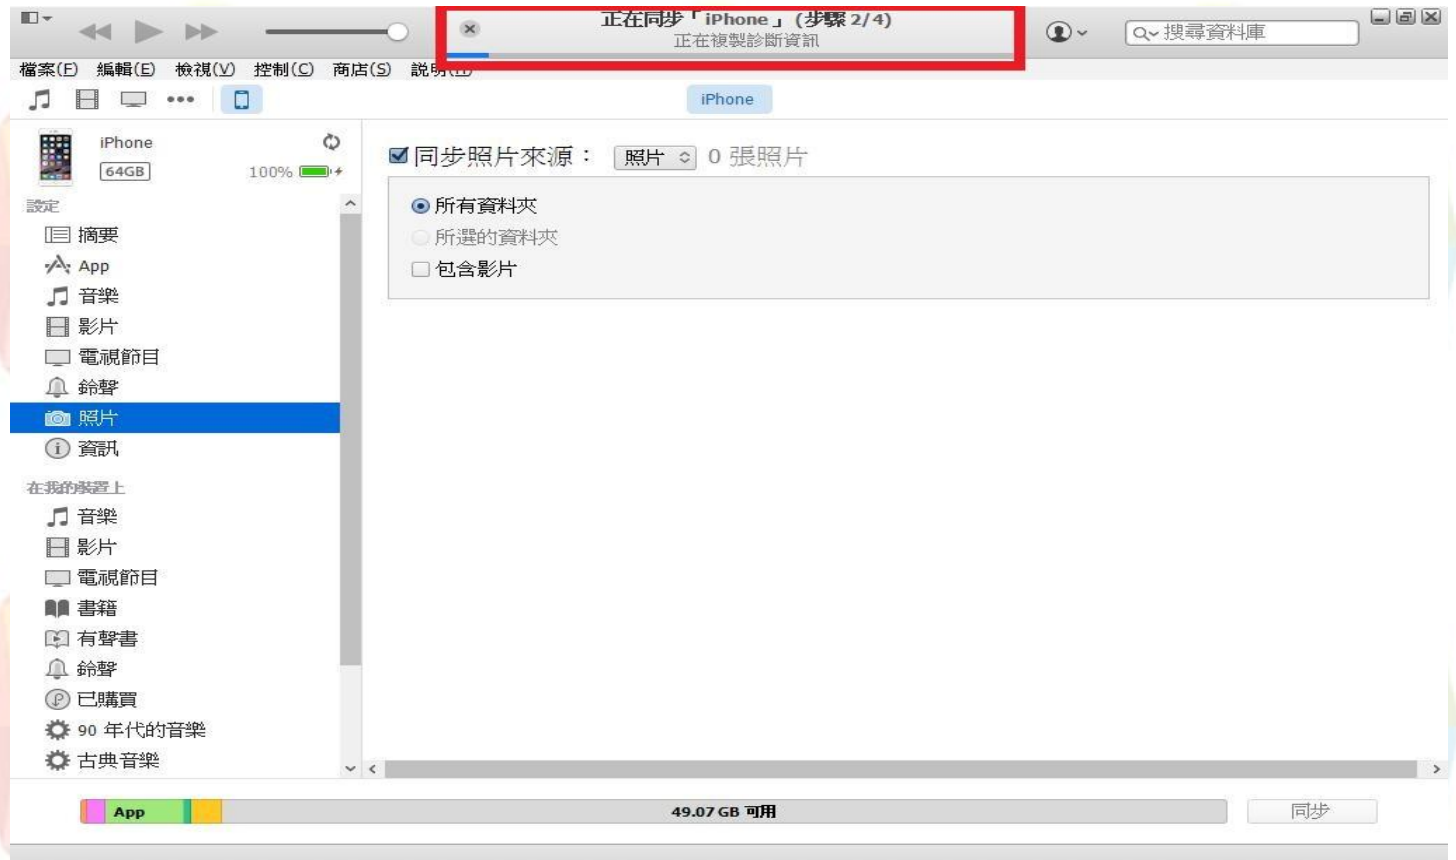 正在同步「iPhone」(步驟 2/4)
正在複製診斷資訊
搜尋資料庫
檔案(F) 編輯(E) 檢視(V) 控制(C) 商店(S) 說明(H)
iPhone
iPhone
64GB
100%
設定
摘要
App
音樂
影片
電視節目
鈴聲
照片
資訊
在我的裝置上
音樂
影片
電視節目
書籍
有聲書
鈴聲
已購買
90 年代的音樂
古典音樂
同步照片來源： 照片 0 張照片
所有資料夾
所選的資料夾
包含影片
App
49.07 GB 可用
同步